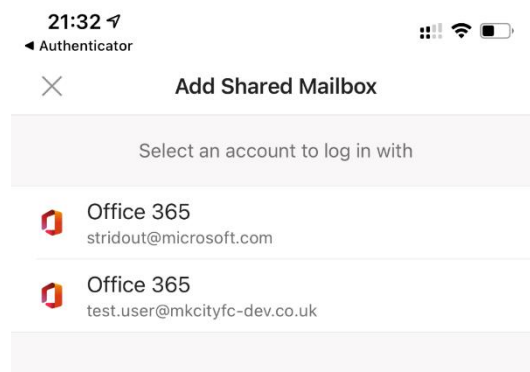 21:32
◀ Authenticator
Add Shared Mailbox
Select an account to log in with
Office 365
stridout@microsoft.com
Office 365
test.user@mkcityfc-dev.co.uk